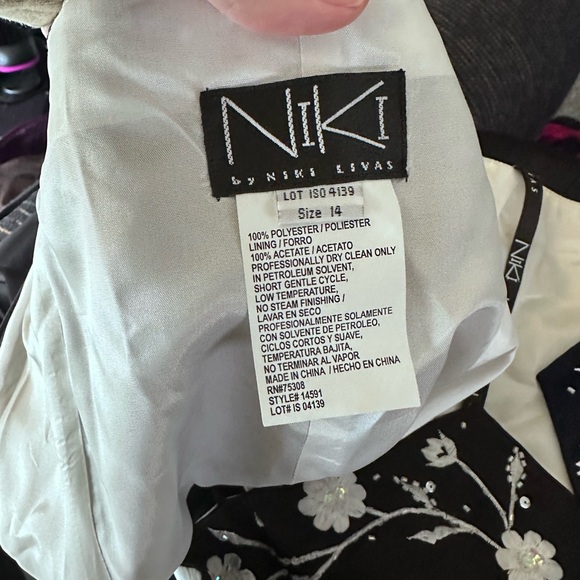 NIKI
by NIKI LIVAS
LOT ISO 4139
Size 14
100% POLYESTER / POLIESTER
LINING / FORRO
100% ACETATE / ACETATO
PROFESSIONALLY DRY CLEAN ONLY
IN PETROLEUM SOLVENT,
SHORT GENTLE CYCLE,
LOW TEMPERATURE,
NO STEAM FINISHING /
LAVAR EN SECO
PROFESIONALMENTE SOLAMENTE
CON SOLVENTE DE PETROLEO,
CICLOS CORTOS Y SUAVE,
TEMPERATURA BAJITA,
NO TERMINAR AL VAPOR
MADE IN CHINA / HECHO EN CHINA
RN#75308
STYLE# 14591
LOT# IS 04139
NIKI